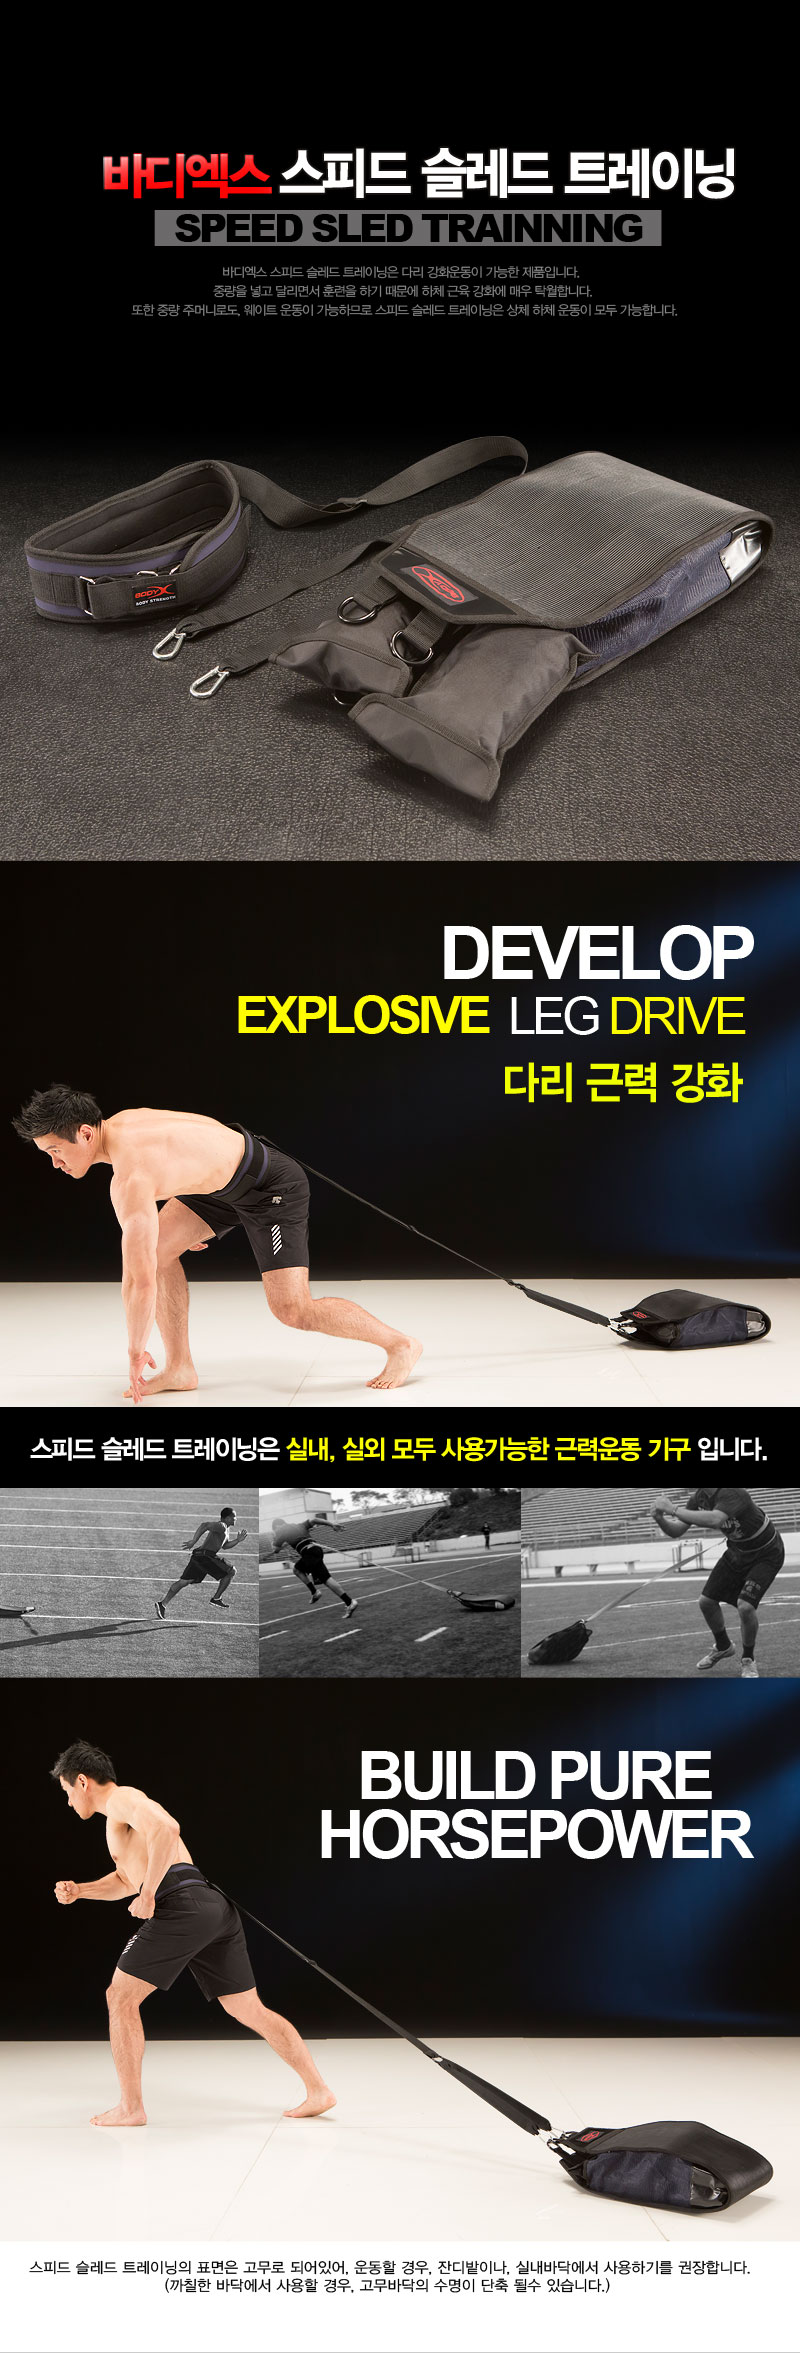 바디엑스 스피드 슬레드 트레이닝
SPEED SLED TRAINNING
바디엑스 스피드 슬레드 트레이닝은 다리 강화운동이 가능한 제품입니다.
중량을 넣고 달리면서 훈련을 하기 때문에 하체 근육 강화에 매우 탁월합니다.
또한 중량 주머니로도, 웨이트 운동이 가능하므로 스피드 슬레드 트레이닝은 상체 하체 운동이 모두 가능합니다.
BODY X
BODY STRENGTH
DEVELOP
EXPLOSIVE LEG DRIVE
다리 근력 강화
스피드 슬레드 트레이닝은 실내, 실외 모두 사용가능한 근력운동 기구 입니다.
BUILD PURE
HORSEPOWER
스피드 슬레드 트레이닝의 표면은 고무로 되어있어, 운동할 경우, 잔디밭이나, 실내바닥에서 사용하기를 권장합니다.
(까칠한 바닥에서 사용할 경우, 고무바닥의 수명이 단축 될수 있습니다.)